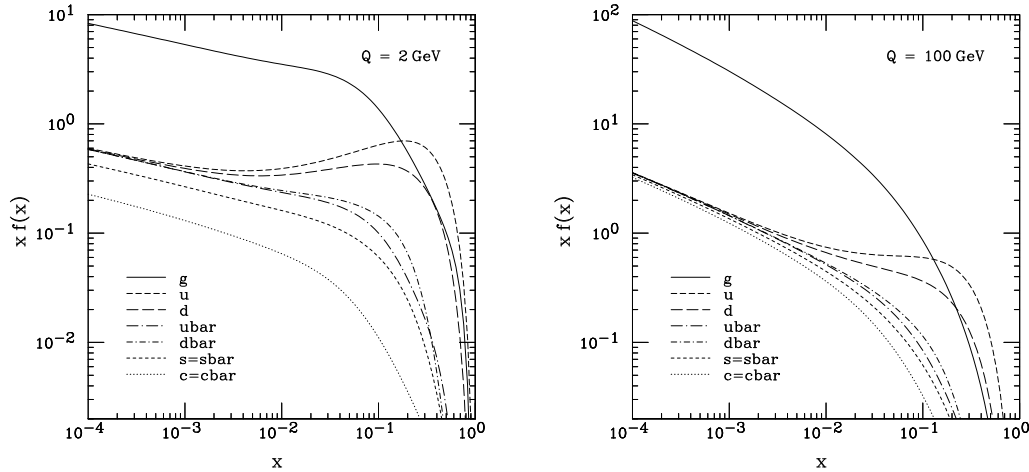 Q = 2 GeV
10^1
10^0
10^-1
10^-2
x f(x)
g
u
d
ubar
dbar
s=sbar
c=cbar
10^-4 10^-3 10^-2 10^-1 10^0
x
Q = 100 GeV
10^2
10^1
10^0
10^-1
x f(x)
g
u
d
ubar
dbar
s=sbar
c=cbar
10^-4 10^-3 10^-2 10^-1 10^0
x